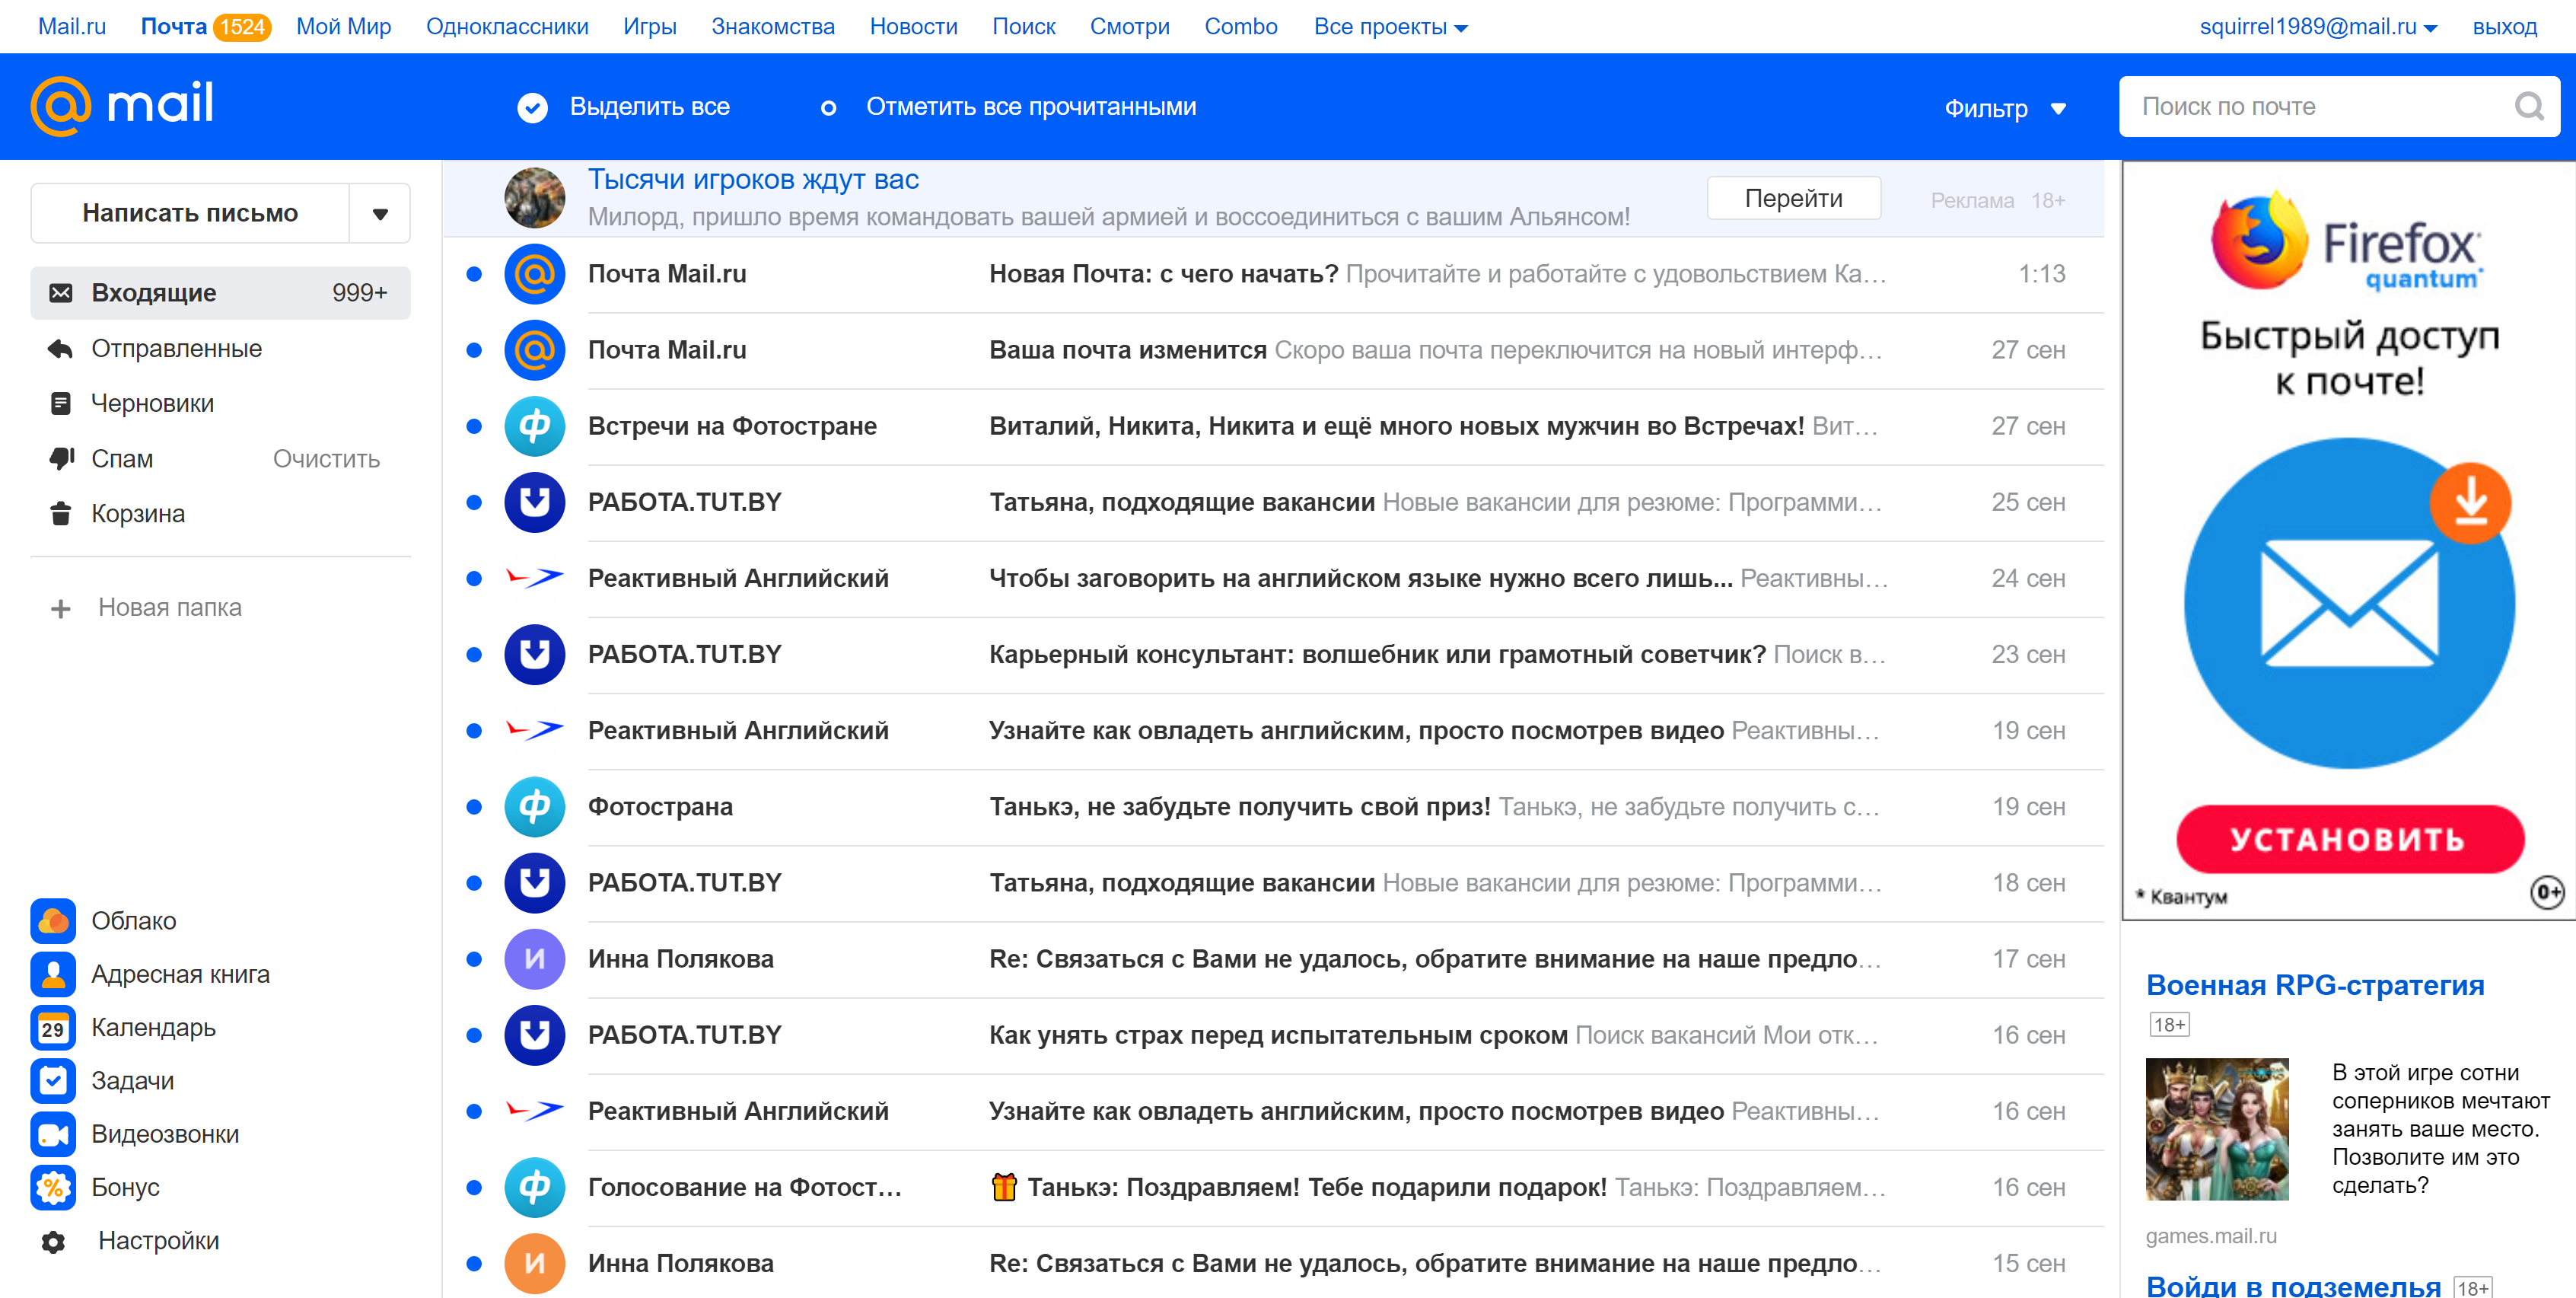 Mail.ru Почта 1524 Мой Мир Одноклассники Игры Знакомства Новости Поиск Смотри Combo Все проекты squirrel1989@mail.ru выход
@mail Выделить все Отметить все прочитанными Фильтр Поиск по почте
Написать письмо
Входящие 999+
Отправленные
Черновики
Спам Очистить
Корзина
Новая папка
Облако
Адресная книга
29 Календарь
Задачи
Видеозвонки
% Бонус
Настройки
Тысячи игроков ждут вас
Милорд, пришло время командовать вашей армией и воссоединиться с вашим Альянсом!
Перейти Реклама 18+
Почта Mail.ru Новая Почта: с чего начать? Прочитайте и работайте с удовольствием Ка… 1:13
Почта Mail.ru Ваша почта изменится Скоро ваша почта переключится на новый интерф… 27 сен
Встречи на Фотостране Виталий, Никита, Никита и ещё много новых мужчин во Встречах! Вит… 27 сен
РАБОТА.TUT.BY Татьяна, подходящие вакансии Новые вакансии для резюме: Программи… 25 сен
Реактивный Английский Чтобы заговорить на английском языке нужно всего лишь... Реактивны… 24 сен
РАБОТА.TUT.BY Карьерный консультант: волшебник или грамотный советчик? Поиск в… 23 сен
Реактивный Английский Узнайте как овладеть английским, просто посмотрев видео Реактивны… 19 сен
Фотострана Танькэ, не забудьте получить свой приз! Танькэ, не забудьте получить с… 19 сен
РАБОТА.TUT.BY Татьяна, подходящие вакансии Новые вакансии для резюме: Программи… 18 сен
И Инна Полякова Re: Связаться с Вами не удалось, обратите внимание на наше предло… 17 сен
РАБОТА.TUT.BY Как унять страх перед испытательным сроком Поиск вакансий Мои отк… 16 сен
Реактивный Английский Узнайте как овладеть английским, просто посмотрев видео Реактивны… 16 сен
Голосование на Фотост… 🎁 Танькэ: Поздравляем! Тебе подарили подарок! Танькэ: Поздравляем… 16 сен
И Инна Полякова Re: Связаться с Вами не удалось, обратите внимание на наше предло… 15 сен
Firefox
quantum*
Быстрый доступ
к почте!
УСТАНОВИТЬ
* Квантум 0+
Военная RPG-стратегия
18+
В этой игре сотни
соперников мечтают
занять ваше место.
Позволите им это
сделать?
games.mail.ru
Войди в подземелья 18+